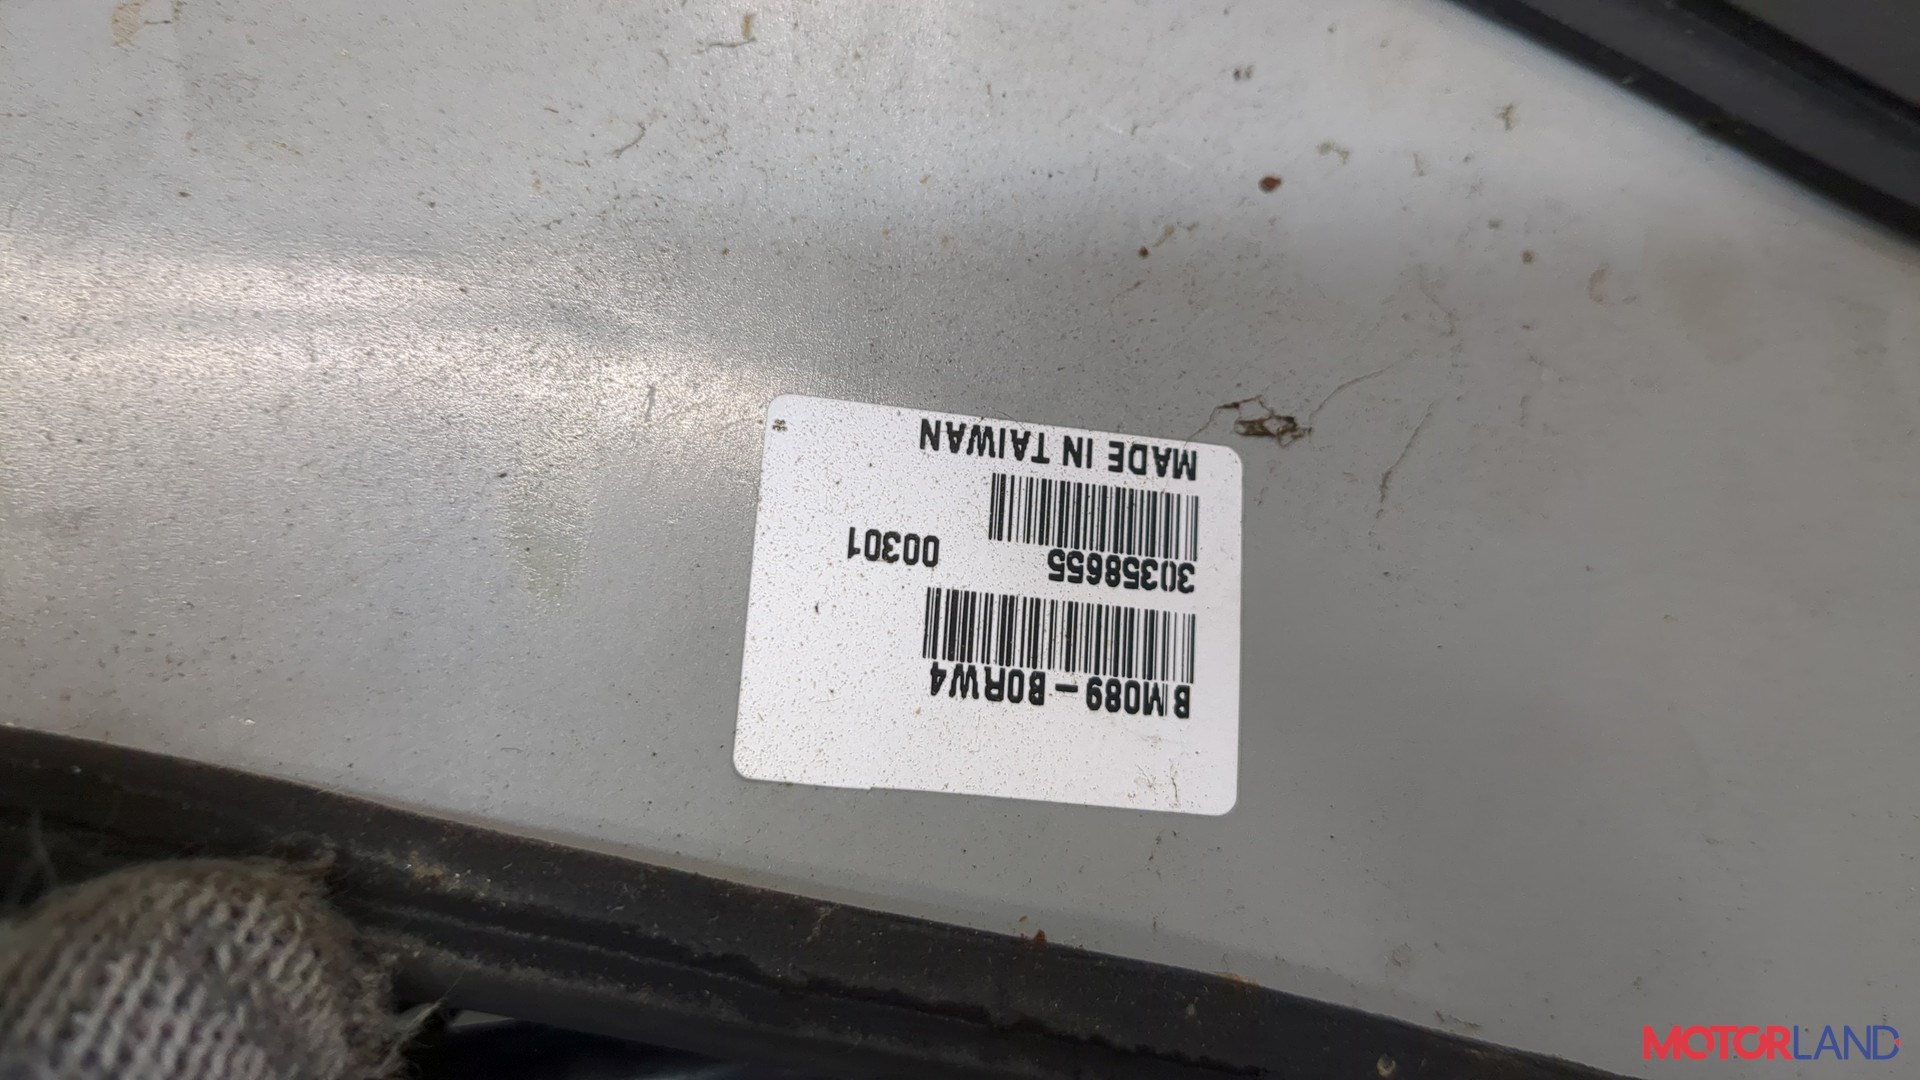 BM089-B0RW4
30358655 00301
MADE IN TAIWAN
MOTORLAND